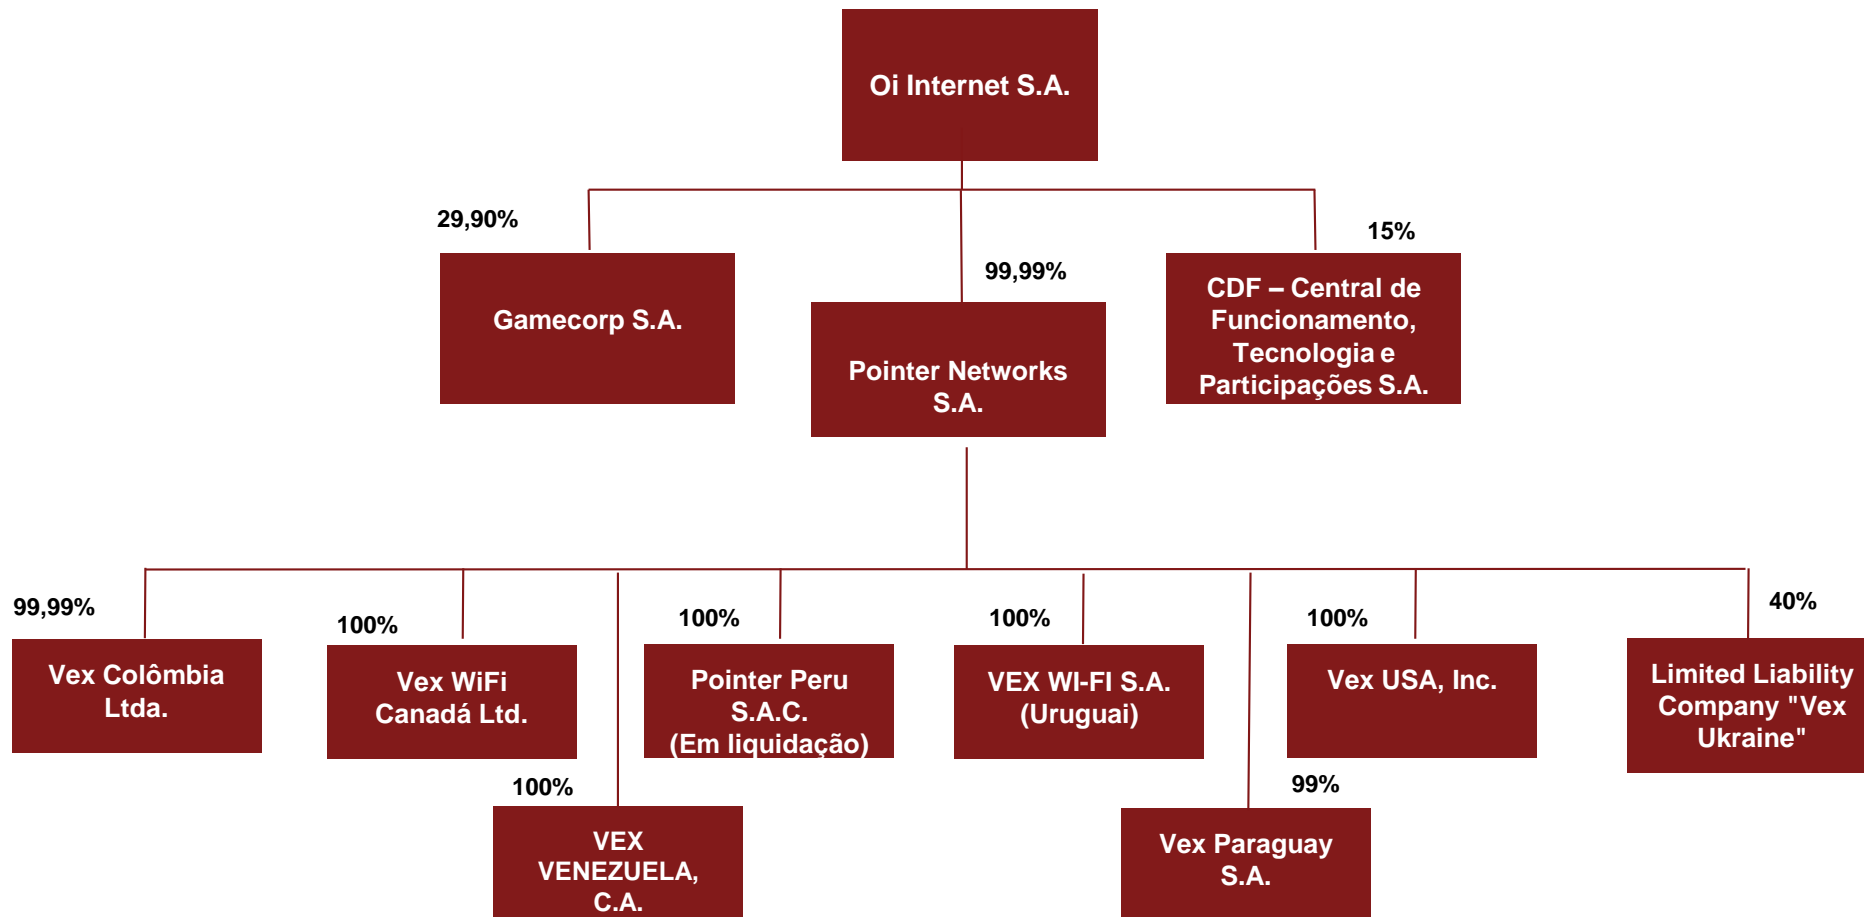 Oi Internet S.A.
29,90%
99,99%
15%
Gamecorp S.A.
Pointer Networks
S.A.
CDF – Central de
Funcionamento,
Tecnologia e
Participações S.A.
99,99%
100%
100%
100%
100%
40%
Vex Colômbia
Ltda.
Vex WiFi
Canadá Ltd.
Pointer Peru
S.A.C.
(Em liquidação)
VEX WI-FI S.A.
(Uruguai)
Vex USA, Inc.
Limited Liability
Company "Vex
Ukraine"
100%
99%
VEX
VENEZUELA,
C.A.
Vex Paraguay
S.A.